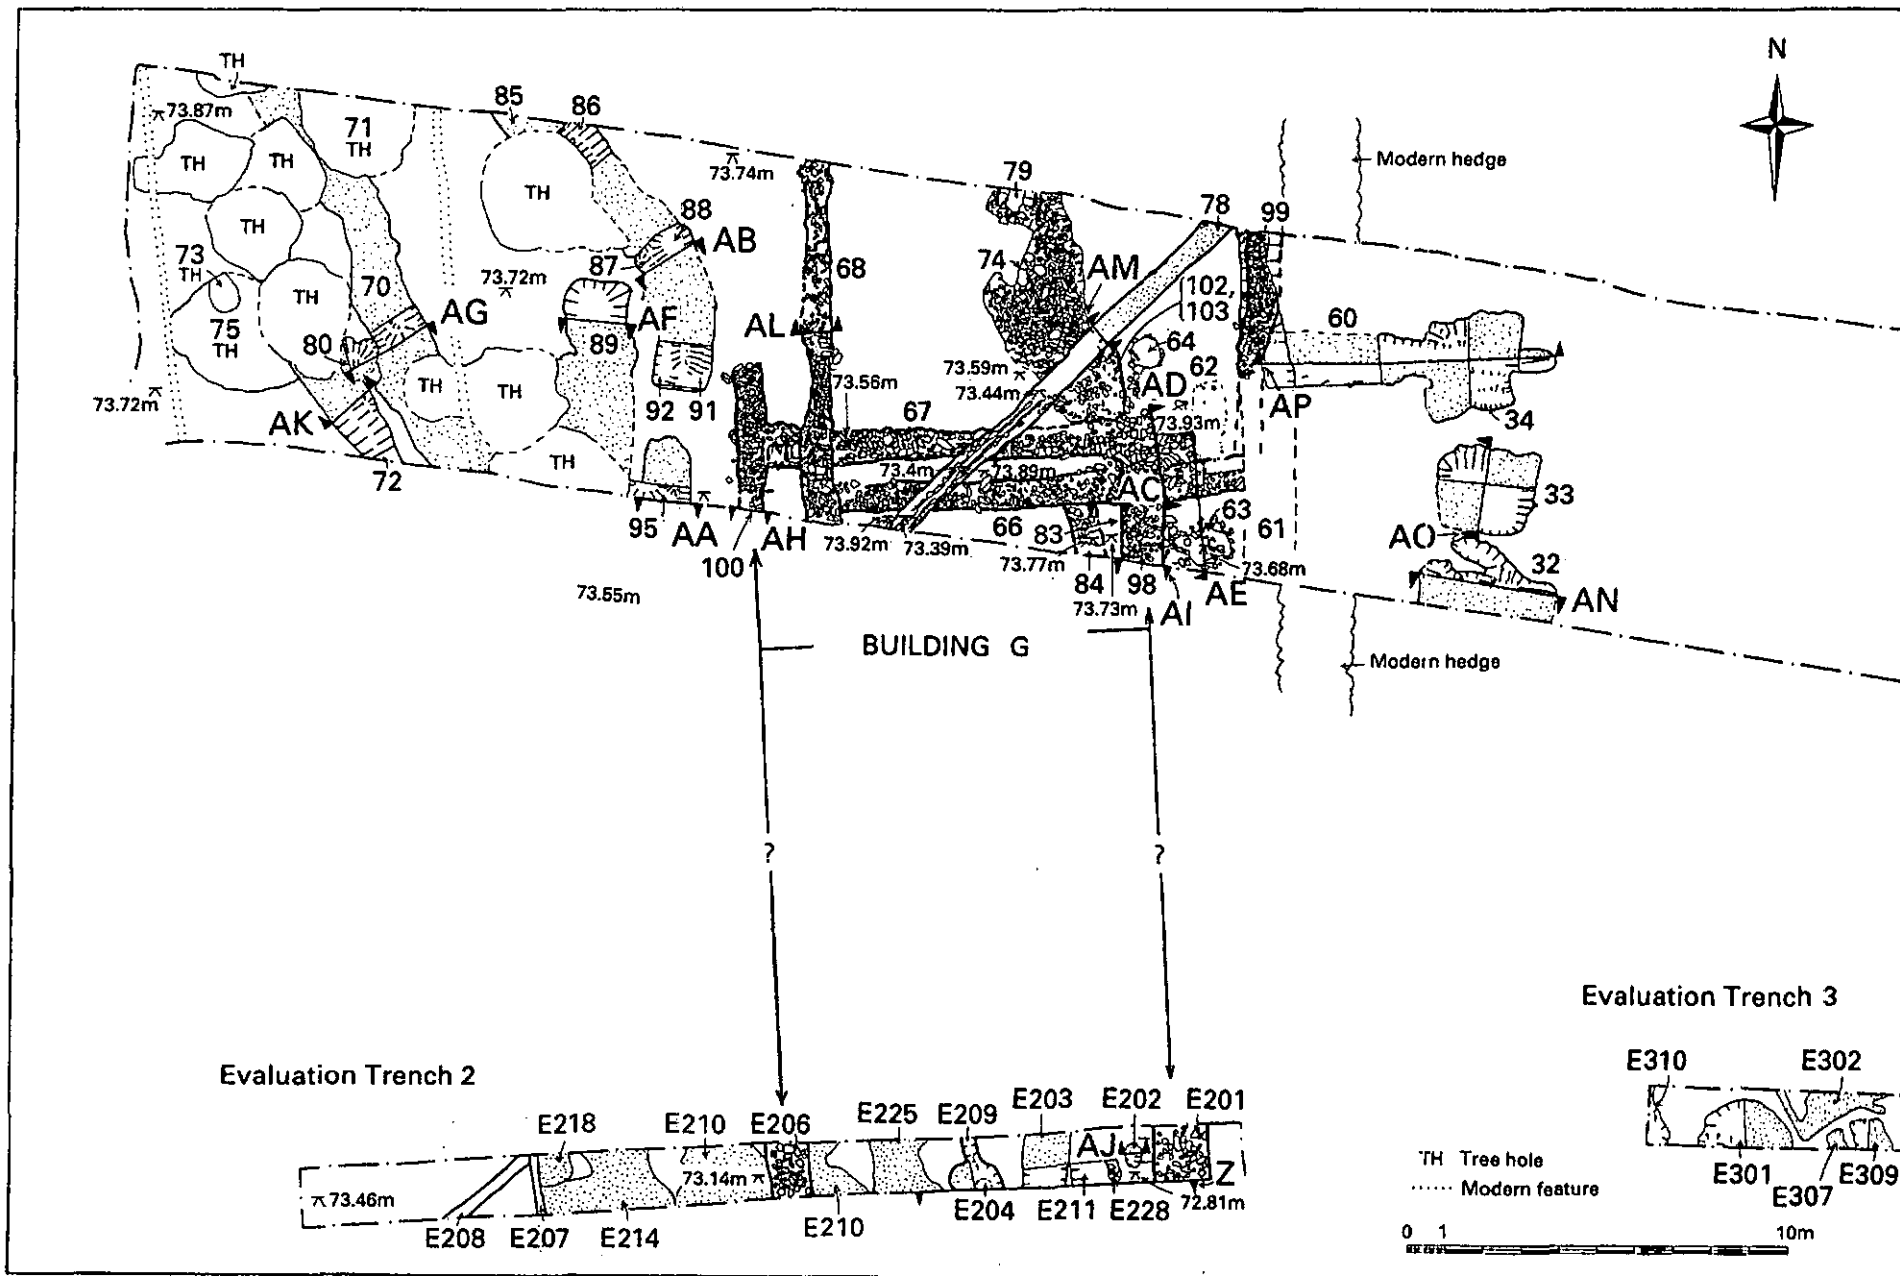 N
TH
73.87m
85
86
71
TH
TH
TH
TH
73.74m
79
78
99
Modern hedge
88
AB
87
68
74
AM
102,
103
73
TH
70
73.72m
TH
AG
AF
AL
60
75
TH
80
89
64
73.59m
62
AD
73.44m
73.56m
73.72m
TH
TH
92
91
67
73.93m
AP
34
AK
72
TH
73.4m
73.89m
AC
33
95
AA
100
AH
73.92m
73.39m
66
83
63
61
AO
73.77m
84
98
73.68m
32
73.55m
73.73m
AI
AE
AN
BUILDING G
Modern hedge
?
?
Evaluation Trench 3
Evaluation Trench 2
E310
E302
E218
E210
E206
E225
E209
E203
E202
E201
AJ
73.46m
73.14m
Z
E208
E207
E214
E210
E204
E211
E228
72.81m
E301
E307
E309
TH Tree hole
Modern feature
0 1 10m